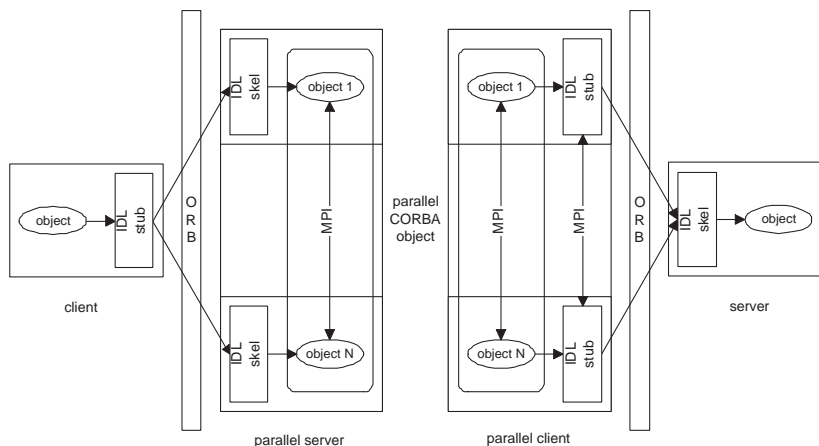 object
IDL
stub
client
O
R
B
IDL
skel
object 1
MPI
IDL
skel
object N
parallel server
parallel
CORBA
object
object 1
IDL
stub
MPI
MPI
object N
IDL
stub
parallel client
O
R
B
IDL
skel
object
server